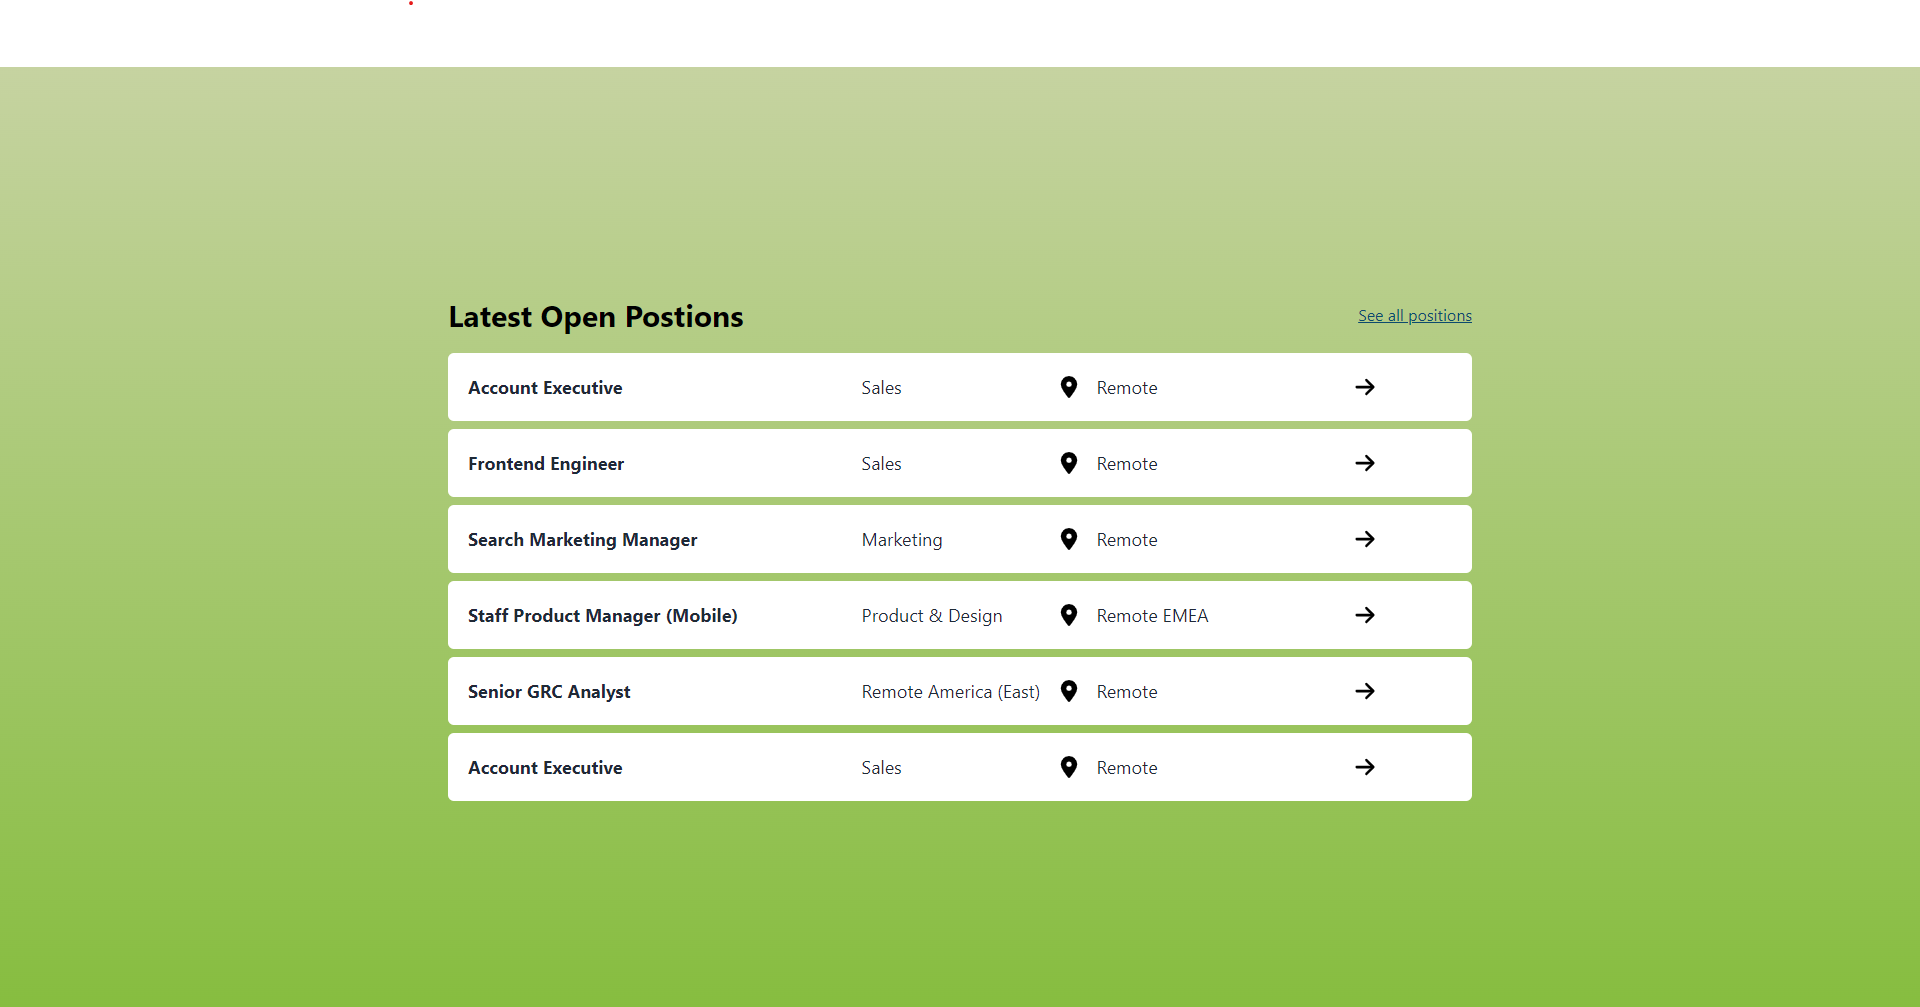 Latest Open Postions See all positions
Account Executive Sales Remote
Frontend Engineer Sales Remote
Search Marketing Manager Marketing Remote
Staff Product Manager (Mobile) Product & Design Remote EMEA
Senior GRC Analyst Remote America (East) Remote
Account Executive Sales Remote